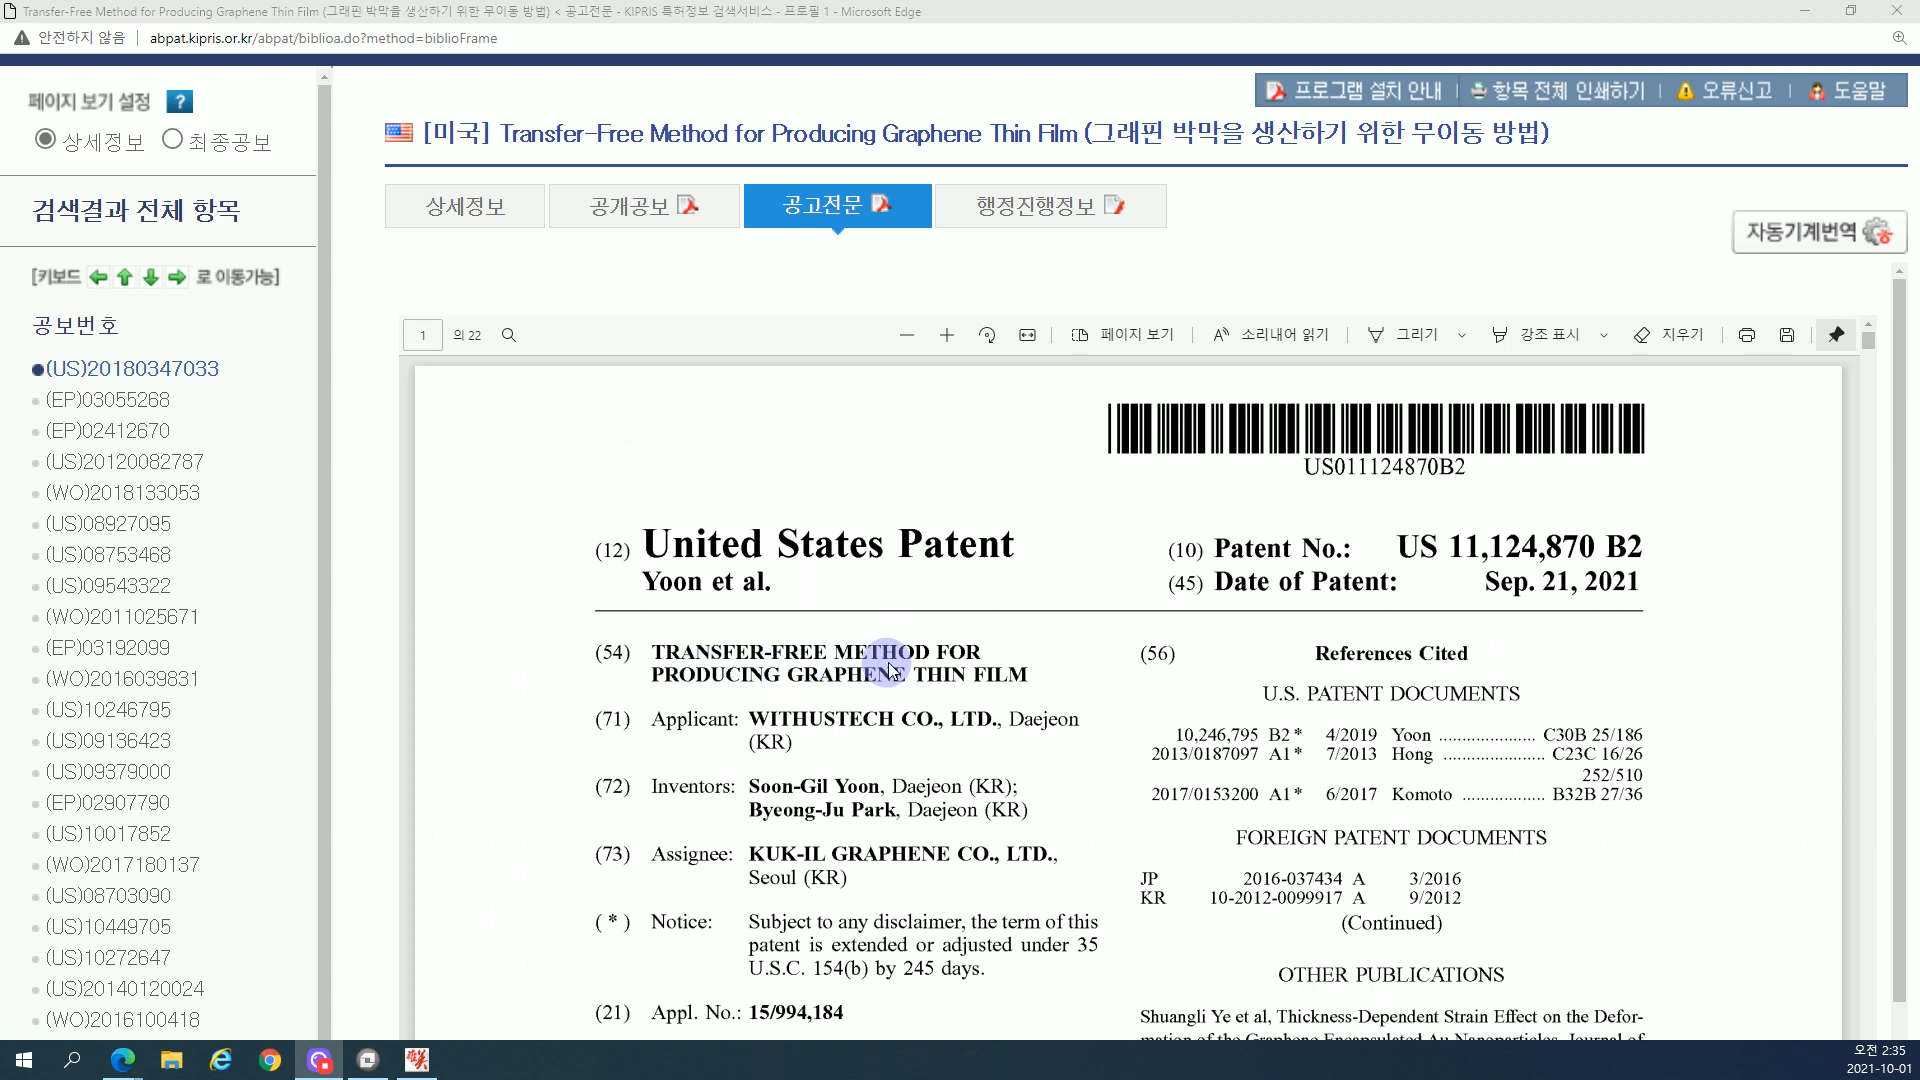 Transfer-Free Method for Producing Graphene Thin Film (그래핀 박막을 생산하기 위한 무이동 방법) < 공고전문 - KIPRIS 특허정보 검색서비스 - 프로필 1 - Microsoft Edge
안전하지 않음 | abpat.kipris.or.kr/abpat/biblioa.do?method=biblioFrame
프로그램 설치 안내 | 항목 전체 인쇄하기 | 오류신고 | 도움말
페이지 보기 설정 ?
상세정보 최종공보
[미국] Transfer-Free Method for Producing Graphene Thin Film (그래핀 박막을 생산하기 위한 무이동 방법)
검색결과 전체 항목
상세정보 공개공보 공고전문 행정진행정보
자동기계번역
[키보드 로 이동가능]
공보번호
(US)20180347033
(EP)03055268
(EP)02412670
(US)20120082787
(WO)2018133053
(US)08927095
(US)08753468
(US)09543322
(WO)2011025671
(EP)03192099
(WO)2016039831
(US)10246795
(US)09136423
(US)09379000
(EP)02907790
(US)10017852
(WO)2017180137
(US)08703090
(US)10449705
(US)10272647
(US)20140120024
(WO)2016100418
1 의 22 페이지 보기 소리내어 읽기 그리기 강조 표시 지우기
US011124870B2
(12) United States Patent
Yoon et al.
(10) Patent No.: US 11,124,870 B2
(45) Date of Patent: Sep. 21, 2021
(54) TRANSFER-FREE METHOD FOR
PRODUCING GRAPHENE THIN FILM
(71) Applicant: WITHUSTECH CO., LTD., Daejeon
(KR)
(72) Inventors: Soon-Gil Yoon, Daejeon (KR);
Byeong-Ju Park, Daejeon (KR)
(73) Assignee: KUK-IL GRAPHENE CO., LTD.,
Seoul (KR)
( * ) Notice: Subject to any disclaimer, the term of this
patent is extended or adjusted under 35
U.S.C. 154(b) by 245 days.
(21) Appl. No.: 15/994,184
(56) References Cited
U.S. PATENT DOCUMENTS
10,246,795 B2 * 4/2019 Yoon .................... C30B 25/186
2013/0187097 A1 * 7/2013 Hong ..................... C23C 16/26
252/510
2017/0153200 A1 * 6/2017 Komoto ................. B32B 27/36
FOREIGN PATENT DOCUMENTS
JP 2016-037434 A 3/2016
KR 10-2012-0099917 A 9/2012
(Continued)
OTHER PUBLICATIONS
Shuangli Ye et al, Thickness-Dependent Strain Effect on the Defor-
mation of the Graphene Encapsulated Au Nanoparticles, Journal of
오전 2:35
2021-10-01